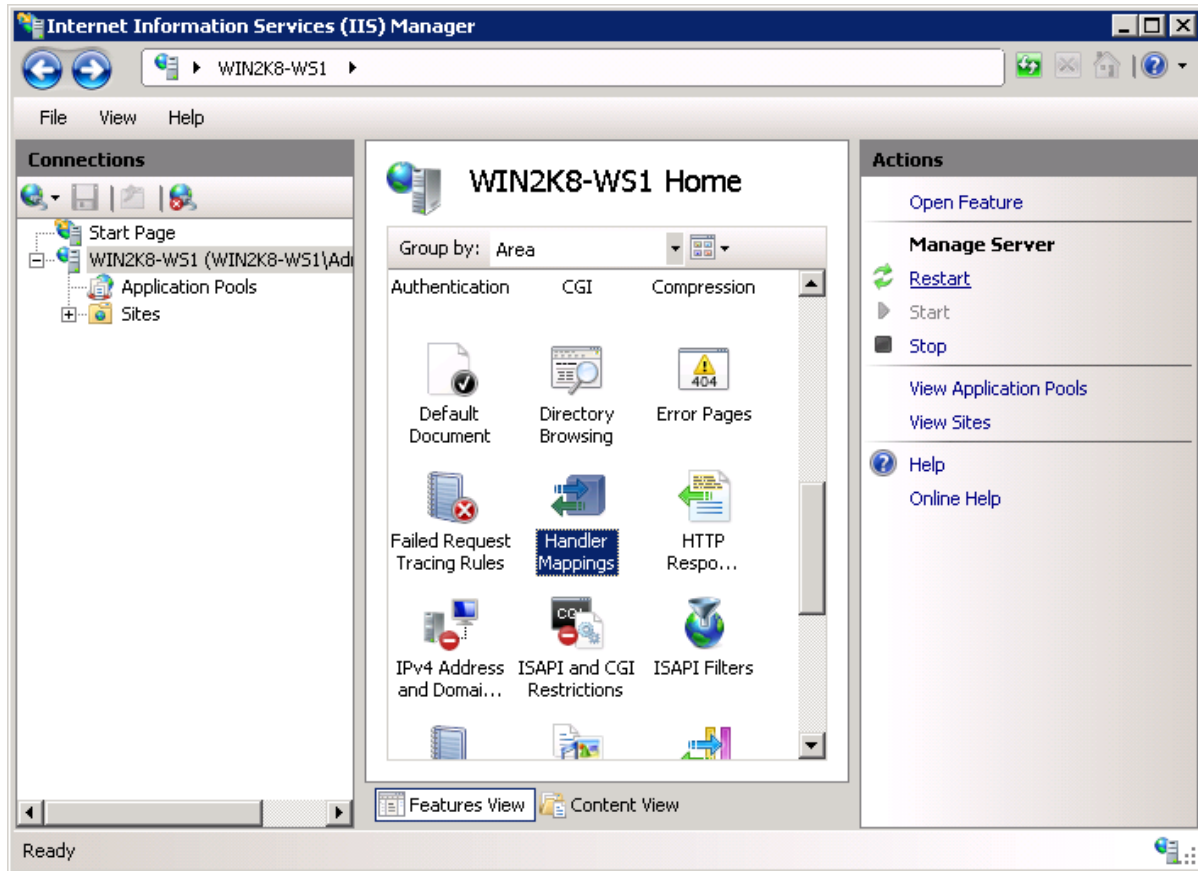 Internet Information Services (IIS) Manager
WIN2K8-WS1
File View Help
Connections
Start Page
WIN2K8-WS1 (WIN2K8-WS1\Adm
Application Pools
Sites
WIN2K8-WS1 Home
Group by: Area
Authentication CGI Compression
Default Directory Error Pages
Document Browsing
404
Failed Request Handler HTTP
Tracing Rules Mappings Respo...
CGI
IPv4 Address ISAPI and CGI ISAPI Filters
and Domai... Restrictions
Features View Content View
Actions
Open Feature
Manage Server
Restart
Start
Stop
View Application Pools
View Sites
Help
Online Help
Ready